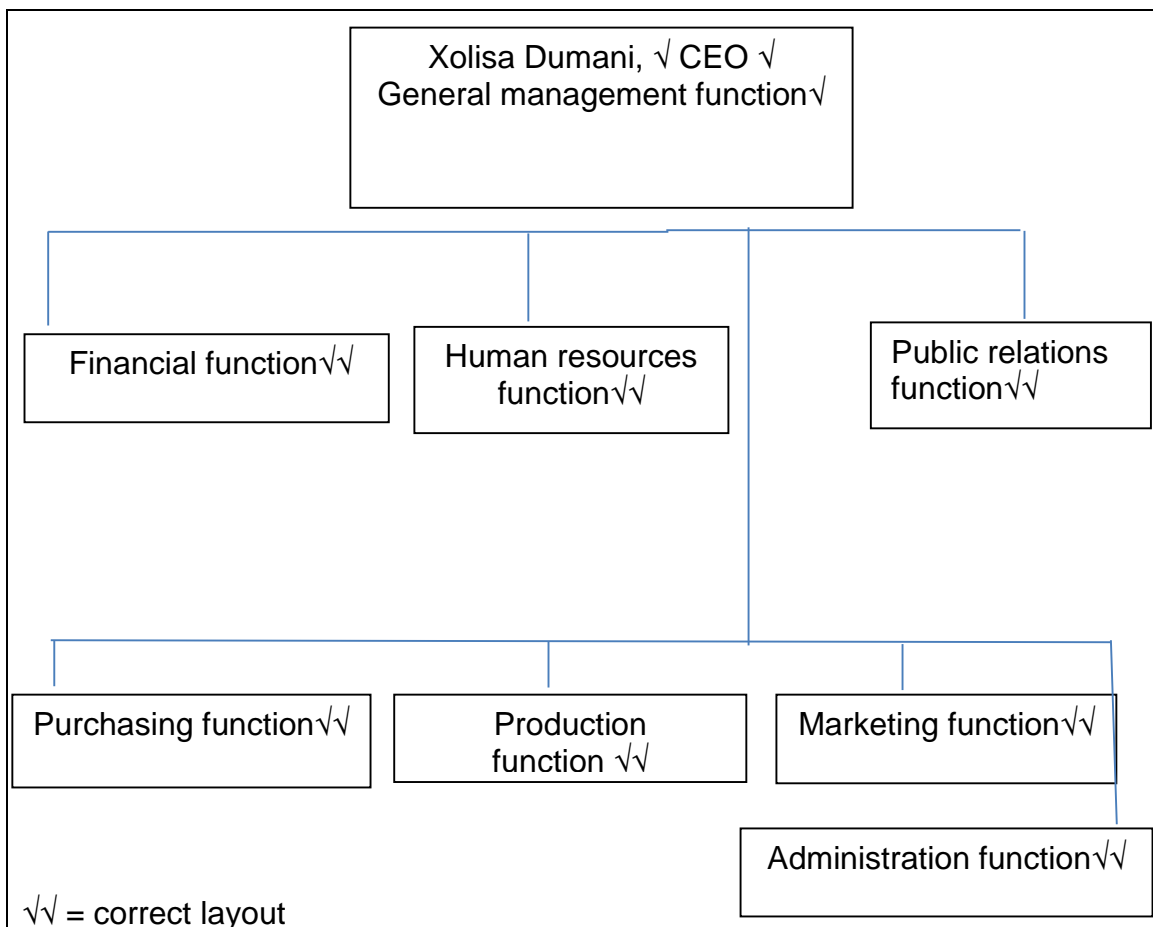 Xolisa Dumani, √ CEO √
General management function√
Financial function√√
Human resources
function√√
Public relations
function√√
Purchasing function√√
Production
function √√
Marketing function√√
Administration function√√
√√ = correct layout